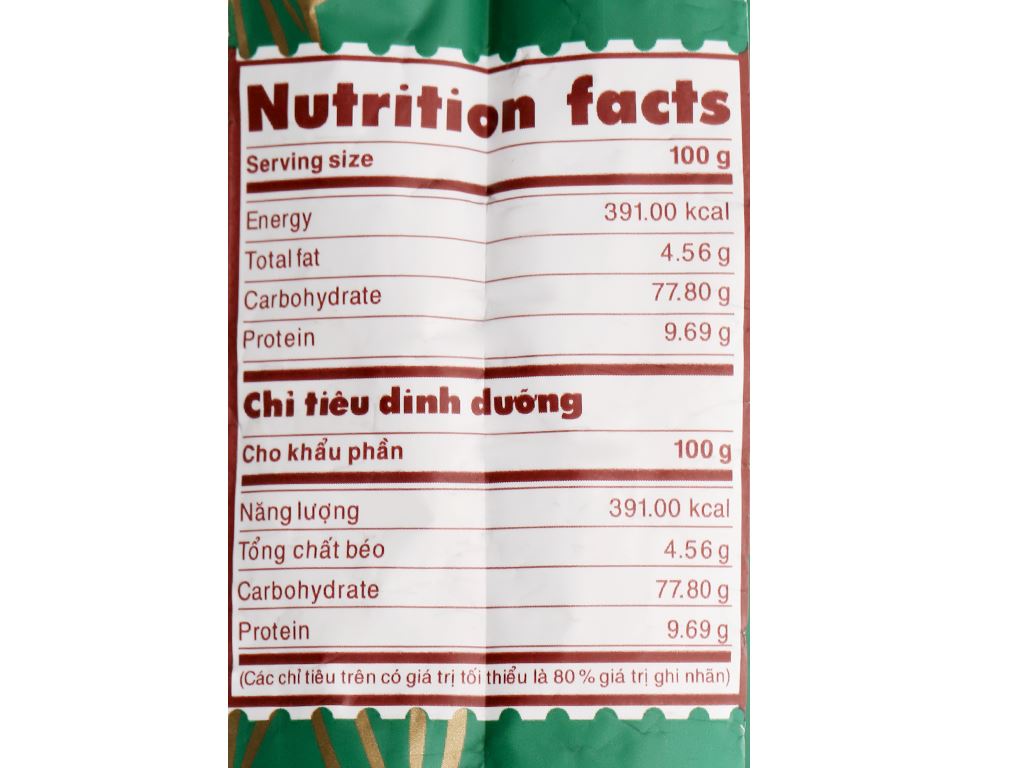 Nutrition facts
Serving size 100 g
Energy 391.00 kcal
Total fat 4.56 g
Carbohydrate 77.80 g
Protein 9.69 g
Chỉ tiêu dinh dưỡng
Cho khẩu phần 100 g
Năng lượng 391.00 kcal
Tổng chất béo 4.56 g
Carbohydrate 77.80 g
Protein 9.69 g
(Các chỉ tiêu trên có giá trị tối thiểu là 80 % giá trị ghi nhãn)